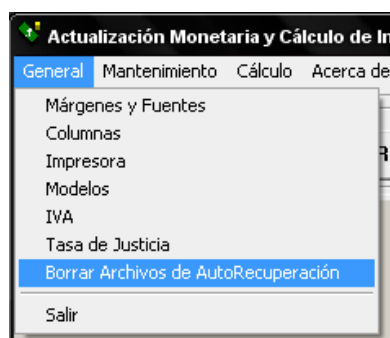 Actualización Monetaria y Cálculo de
General Mantenimiento Cálculo Acerca de
Márgenes y Fuentes
Columnas
Impresora
Modelos
IVA
Tasa de Justicia
Borrar Archivos de AutoRecuperación
Salir